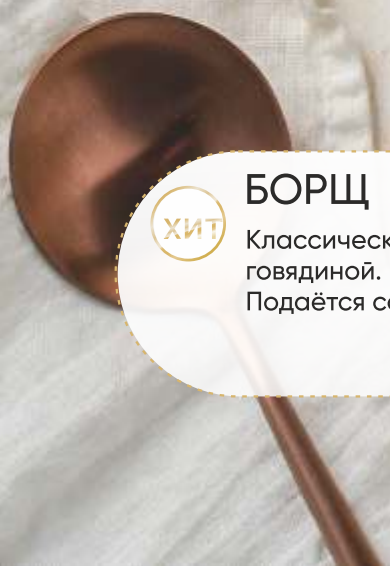 ХИТ
БОРЩ
Классическ
говядиной.
Подаётся с